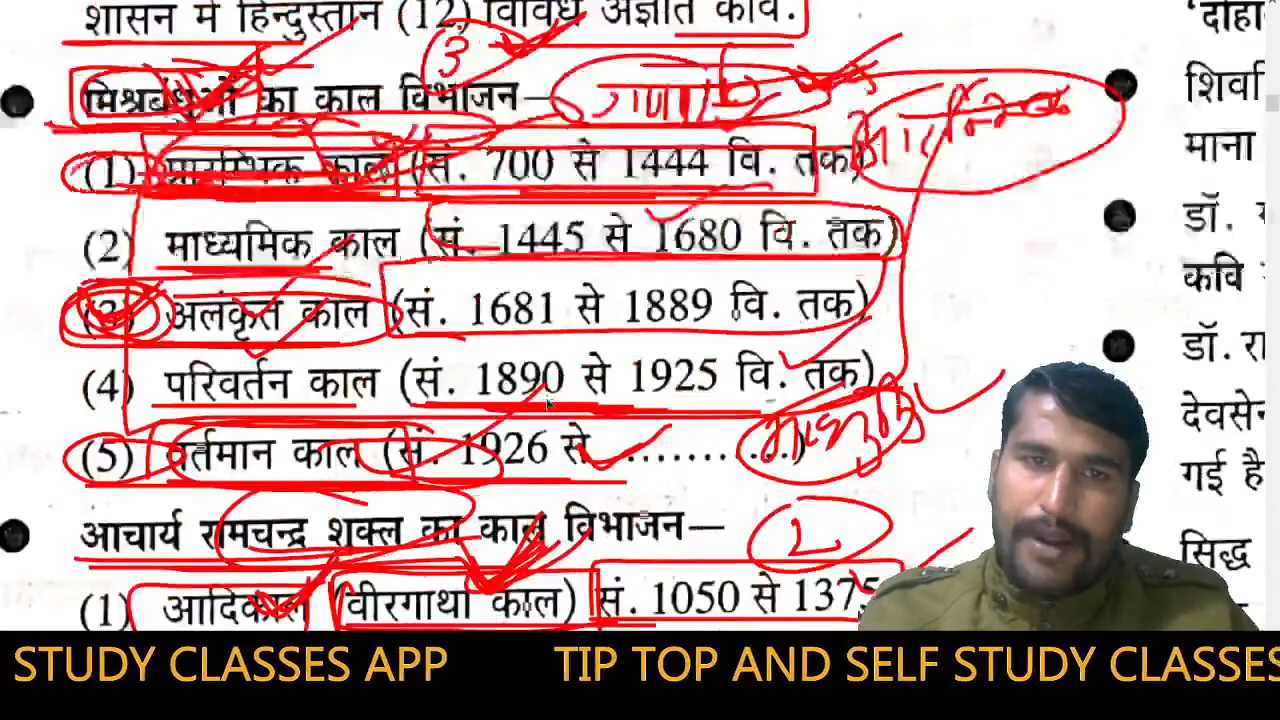 शासन में हिन्दुस्तान (12) विविध अज्ञात कवि.
3
मिश्रबंधुओं का काल विभाजन—
(1) प्रारम्भिक काल (सं. 700 से 1444 वि. तक)
(2) माध्यमिक काल (सं. 1445 से 1680 वि. तक)
(3) अलंकृत काल (सं. 1681 से 1889 वि. तक)
(4) परिवर्तन काल (सं. 1890 से 1925 वि. तक)
(5) वर्तमान काल (सं. 1926 से ............)
आचार्य रामचन्द्र शुक्ल का काल विभाजन—
2
(1) आदिकाल (वीरगाथा काल) सं. 1050 से 1375
'दोहा
माना
डॉ.
कवि
डॉ. रा
देवसेन
गई है
सिद्ध
STUDY CLASSES APP TIP TOP AND SELF STUDY CLASSES